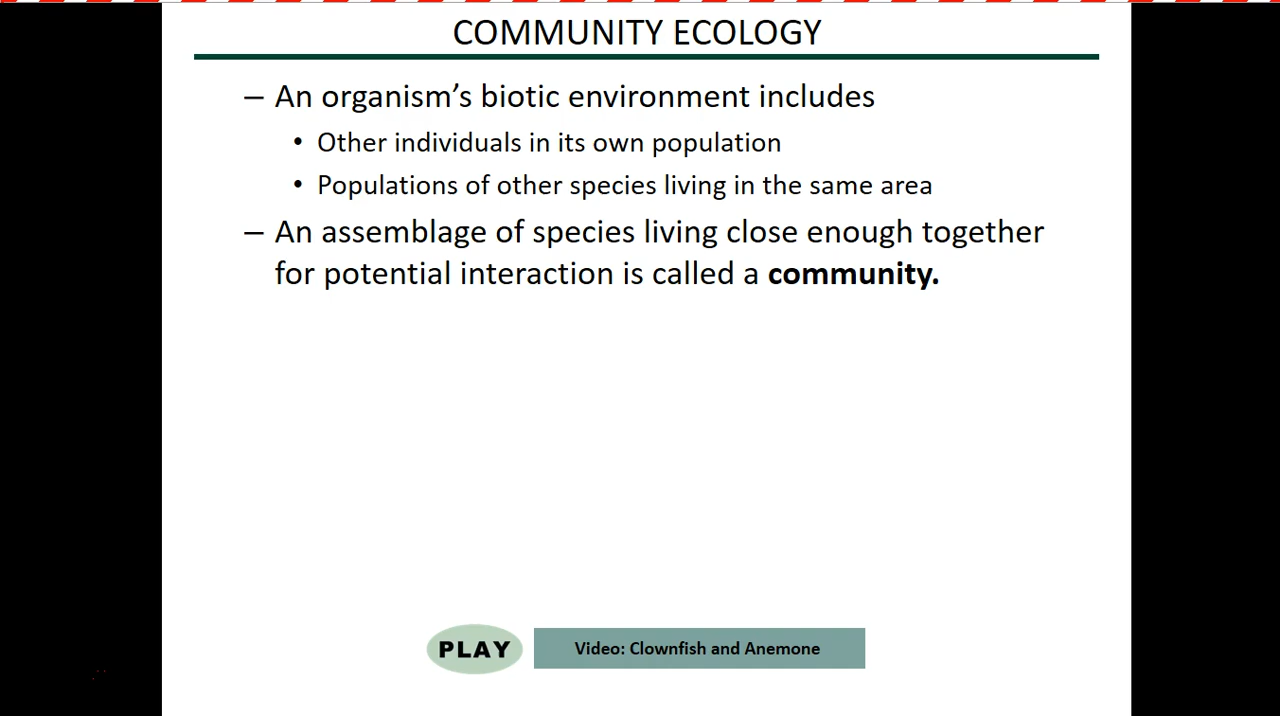 COMMUNITY ECOLOGY
– An organism’s biotic environment includes
• Other individuals in its own population
• Populations of other species living in the same area
– An assemblage of species living close enough together
for potential interaction is called a community.
PLAY
Video: Clownfish and Anemone